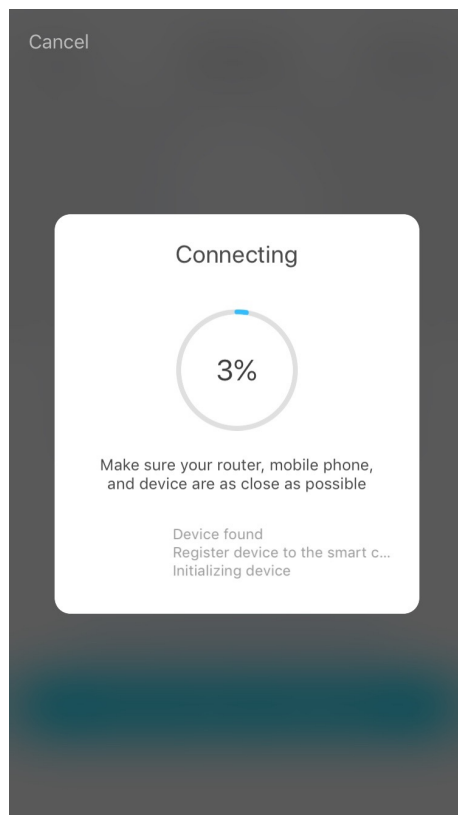 Cancel
Connecting
3%
Make sure your router, mobile phone,
and device are as close as possible
Device found
Register device to the smart c...
Initializing device